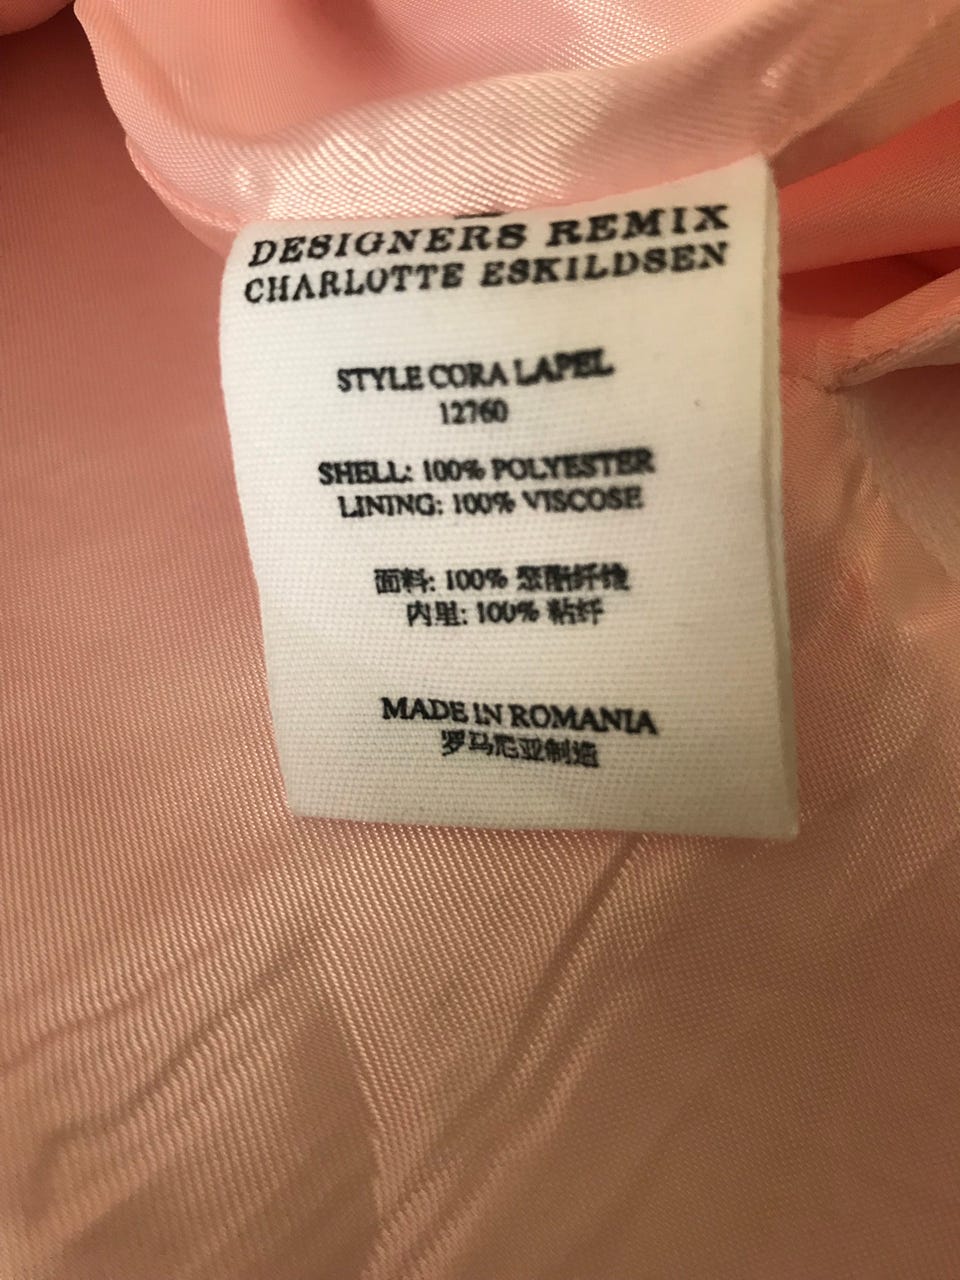 DESIGNERS REMIX
CHARLOTTE ESKILDSEN
STYLE CORA LAPEL
12760
SHELL: 100% POLYESTER
LINING: 100% VISCOSE
面料: 100% 聚酯纤维
内里: 100% 粘纤
MADE IN ROMANIA
罗马尼亚制造